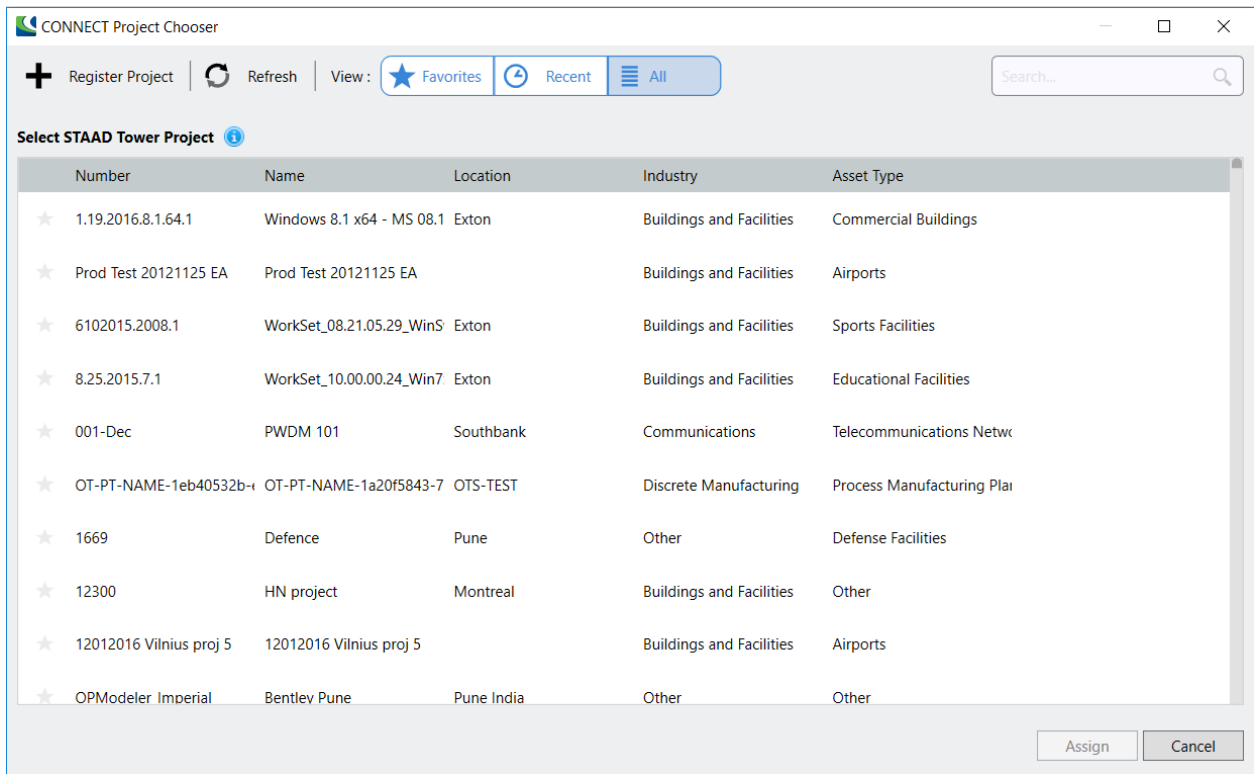 CONNECT Project Chooser
Register Project Refresh View : Favorites Recent All Search...
Select STAAD Tower Project
Number Name Location Industry Asset Type
1.19.2016.8.1.64.1 Windows 8.1 x64 - MS 08.1 Exton Buildings and Facilities Commercial Buildings
Prod Test 20121125 EA Prod Test 20121125 EA Buildings and Facilities Airports
6102015.2008.1 WorkSet_08.21.05.29_WinS Exton Buildings and Facilities Sports Facilities
8.25.2015.7.1 WorkSet_10.00.00.24_Win7 Exton Buildings and Facilities Educational Facilities
001-Dec PWDM 101 Southbank Communications Telecommunications Netwo
OT-PT-NAME-1eb40532b-e OT-PT-NAME-1a20f5843-7 OTS-TEST Discrete Manufacturing Process Manufacturing Plan
1669 Defence Pune Other Defense Facilities
12300 HN project Montreal Buildings and Facilities Other
12012016 Vilnius proj 5 12012016 Vilnius proj 5 Buildings and Facilities Airports
OPModeler_Imperial Bentley Pune Pune India Other Other
Assign Cancel